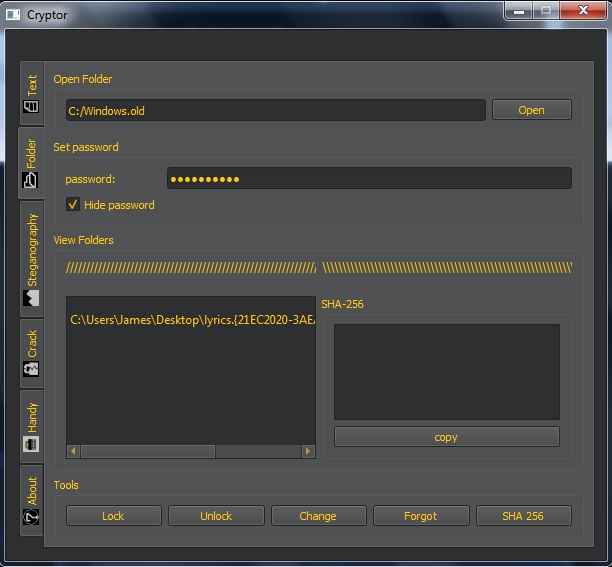 Cryptor
Text
Folder
Steganography
Crack
Handy
About
Open Folder
C:/Windows.old
Open
Set password
password:
●●●●●●●●●●
Hide password
View Folders
C:\Users\James\Desktop\lyrics.{21EC2020-3AEA
SHA-256
copy
Tools
Lock
Unlock
Change
Forgot
SHA 256